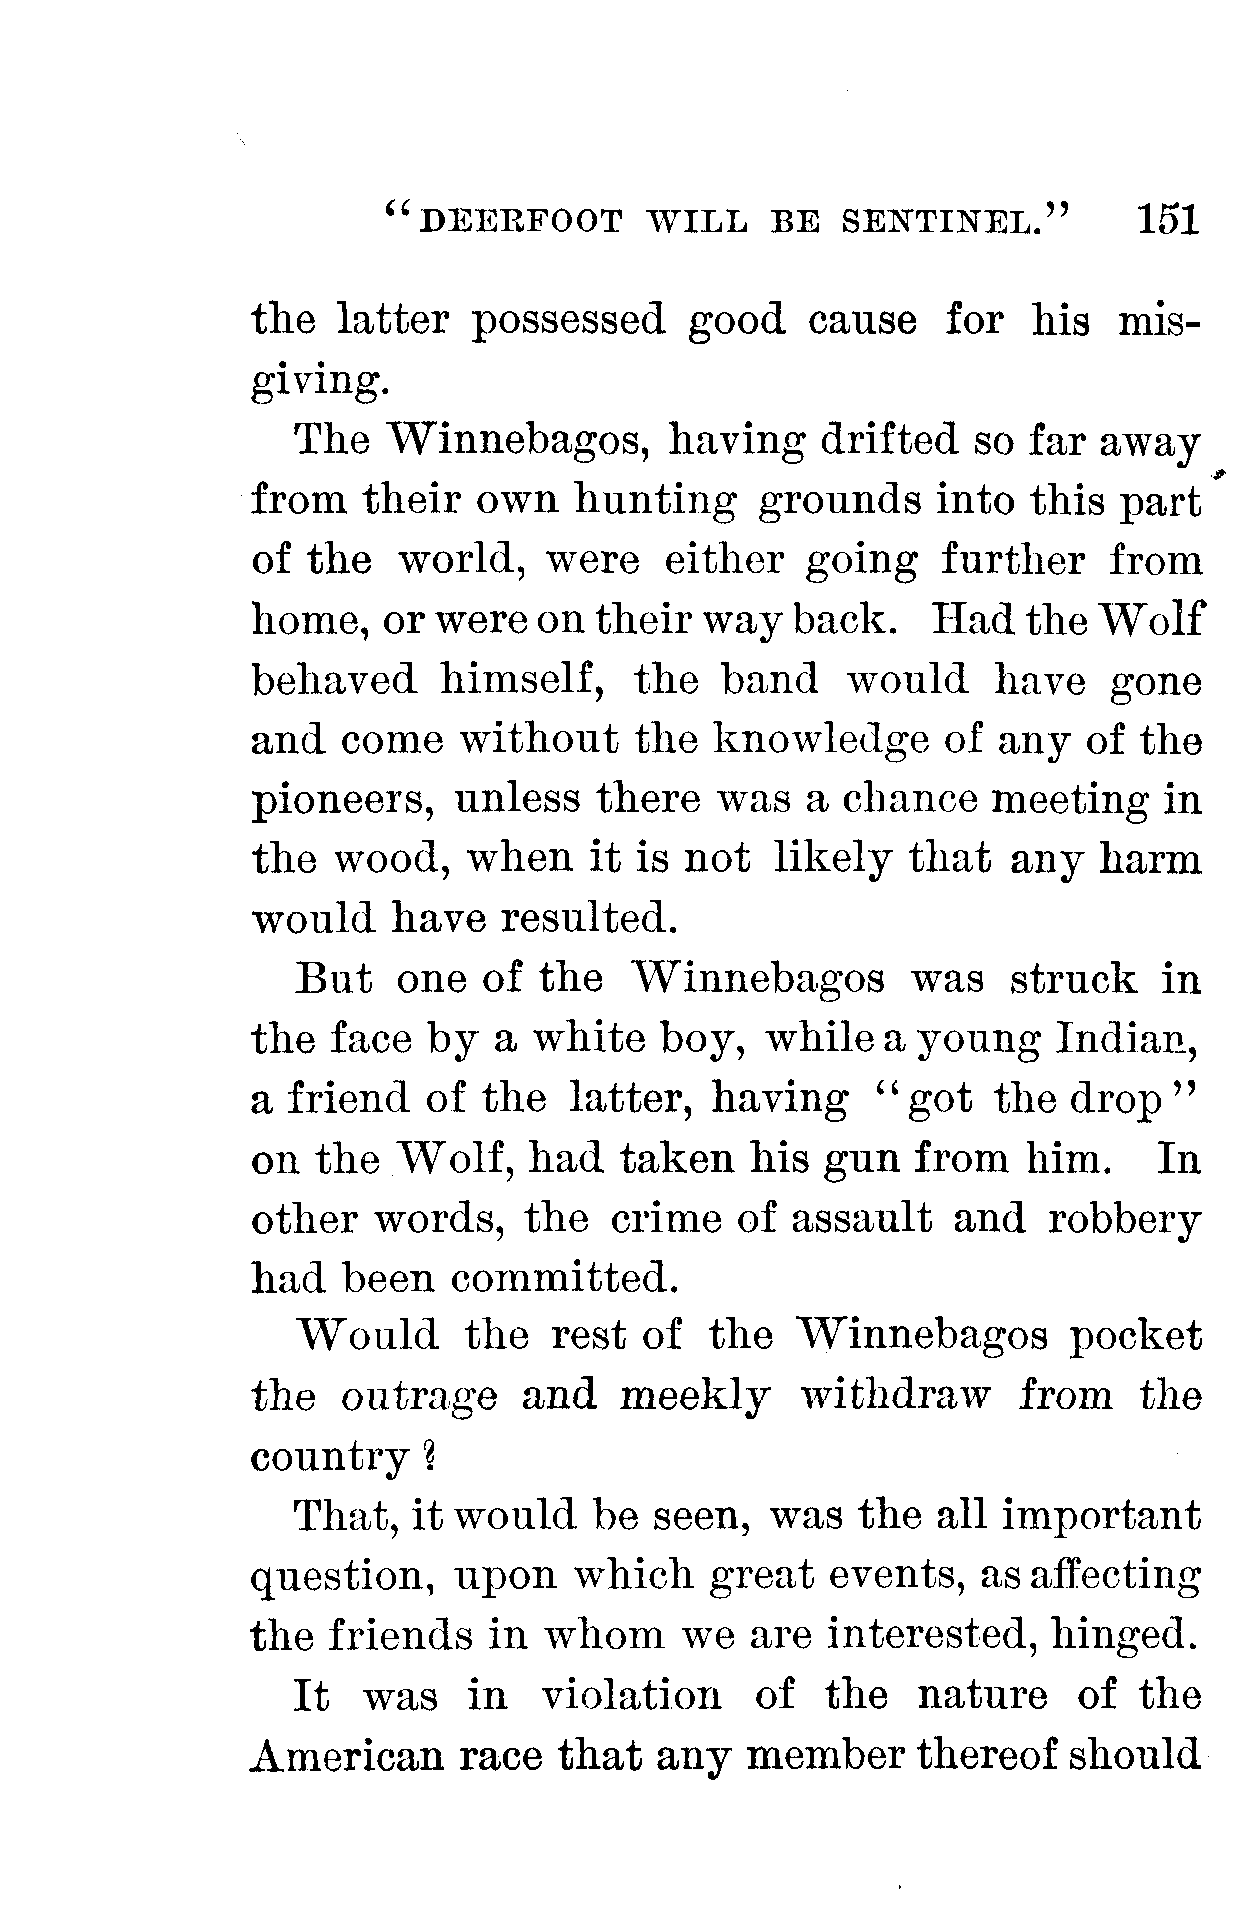 “DEERFOOT WILL BE SENTINEL.” 151
the latter possessed good cause for his mis-
giving.
The Winnebagos, having drifted so far away
from their own hunting grounds into this part
of the world, were either going further from
home, or were on their way back. Had the Wolf
behaved himself, the band would have gone
and come without the knowledge of any of the
pioneers, unless there was a chance meeting in
the wood, when it is not likely that any harm
would have resulted.
But one of the Winnebagos was struck in
the face by a white boy, while a young Indian,
a friend of the latter, having “got the drop”
on the Wolf, had taken his gun from him. In
other words, the crime of assault and robbery
had been committed.
Would the rest of the Winnebagos pocket
the outrage and meekly withdraw from the
country?
That, it would be seen, was the all important
question, upon which great events, as affecting
the friends in whom we are interested, hinged.
It was in violation of the nature of the
American race that any member thereof should